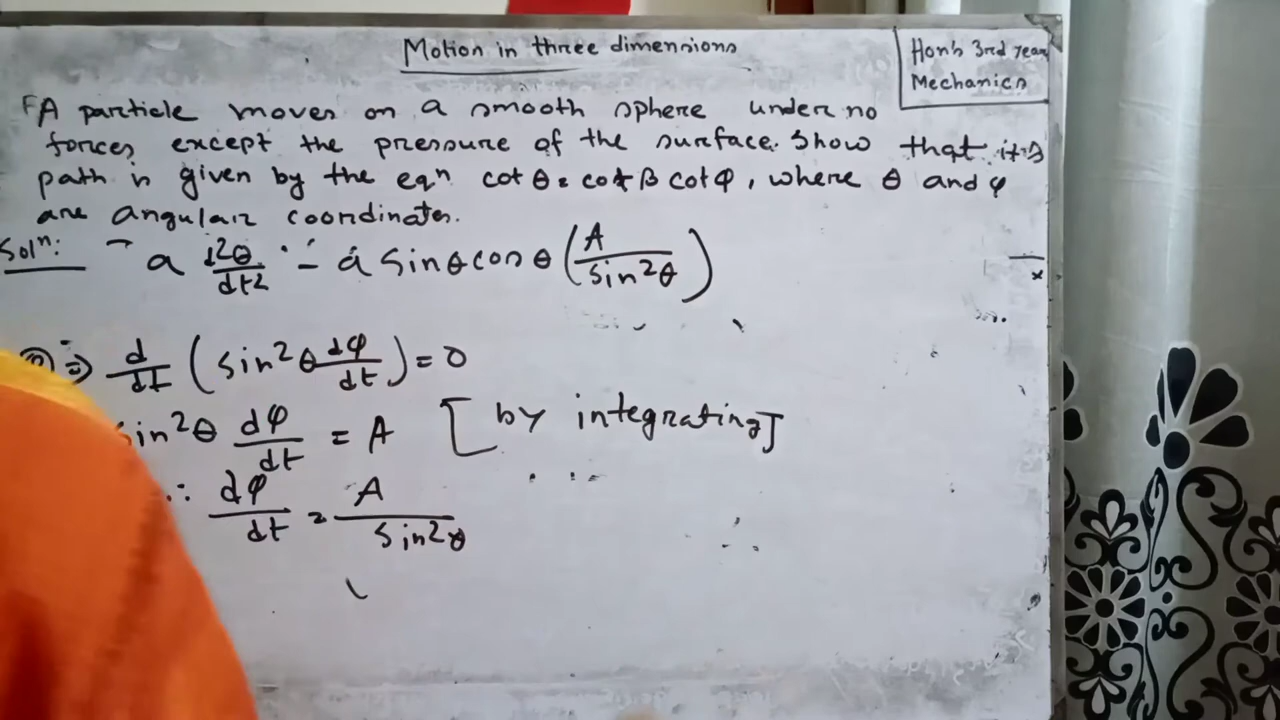 Motion in three dimensions
Hon's 3rd year
Mechanics
A particle moves on a smooth sphere under no
forces except the pressure of the surface. Show that its
path is given by the eqⁿ cot θ = cot β cot φ, where θ and φ
are angular coordinates.
Solⁿ: a d²θ/dt² - a sinθ cos θ (A/sin²θ)
⇒ d/dt (sin²θ dφ/dt) = 0
sin²θ dφ/dt = A [by integrating]
∴ dφ/dt = A/sin²θ